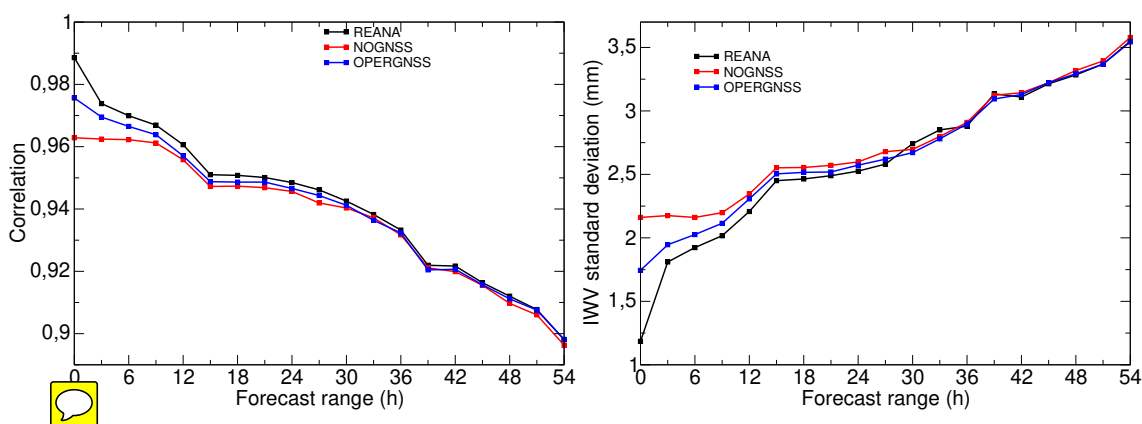 1
0,98
0,96
0,94
0,92
0,9
Correlation
REANA
NOGNSS
OPERGNSS
0 6 12 18 24 30 36 42 48 54
Forecast range (h)
3,5
3
2,5
2
1,5
1
IWV standard deviation (mm)
REANA
NOGNSS
OPERGNSS
0 6 12 18 24 30 36 42 48 54
Forecast range (h)